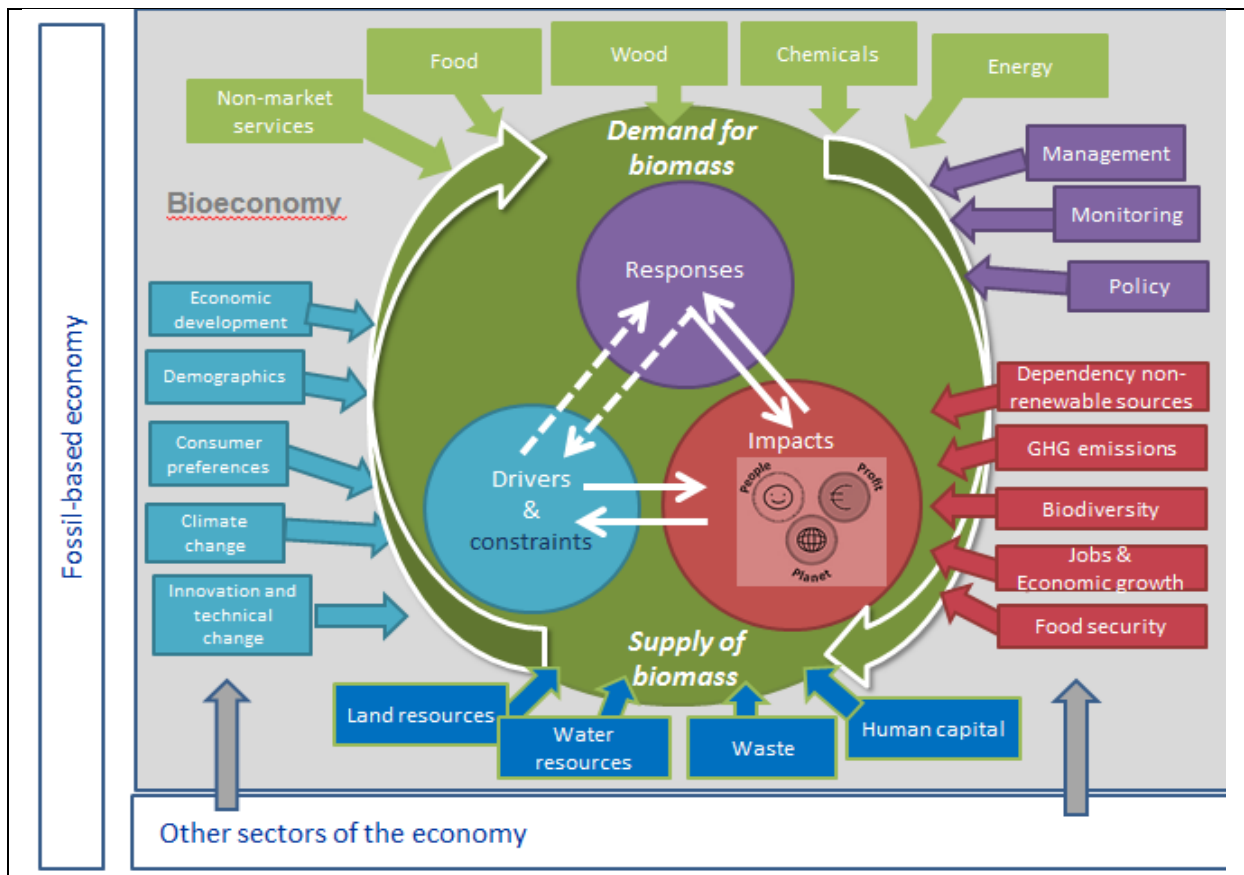 Fossil-based economy
Food
Wood
Chemicals
Energy
Non-market
services
Demand for
biomass
Management
Monitoring
Policy
Bioeconomy
Responses
Economic
development
Demographics
Consumer
preferences
Climate
change
Innovation and
technical
change
Drivers
&
constraints
Impacts
People
Profit
€
Planet
Dependency non-
renewable sources
GHG emissions
Biodiversity
Jobs &
Economic growth
Food security
Supply of
biomass
Land resources
Water
resources
Waste
Human capital
Other sectors of the economy